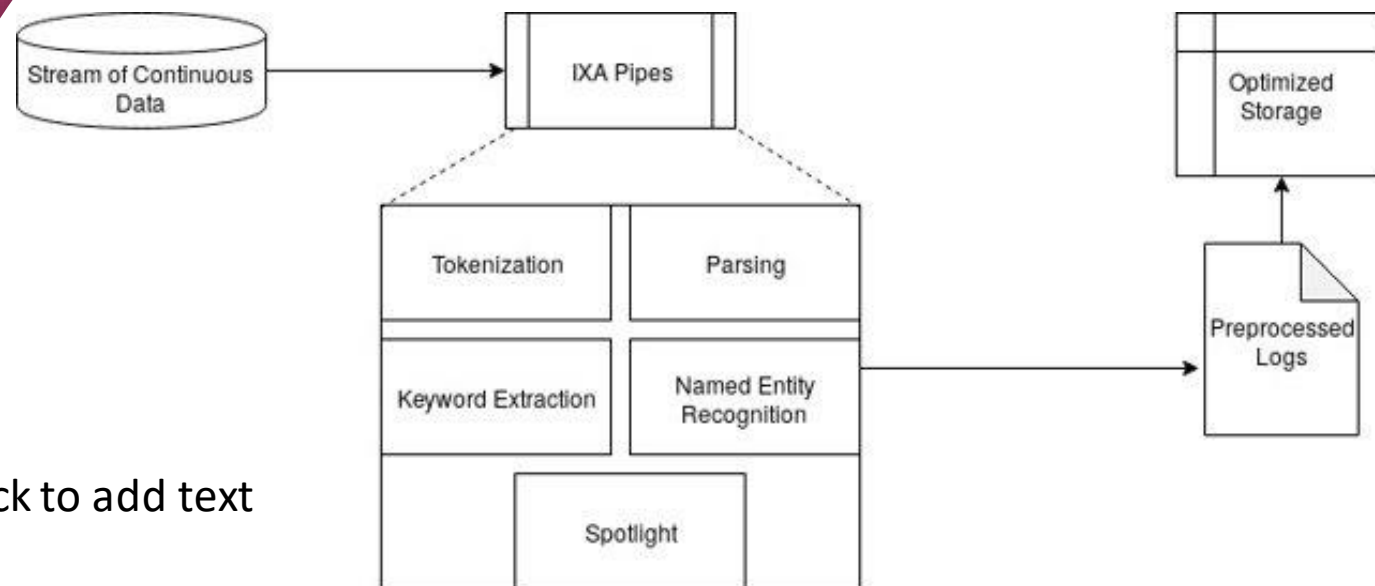 Stream of Continuous
Data
IXA Pipes
Optimized
Storage
Tokenization
Parsing
Preprocessed
Logs
Keyword Extraction
Named Entity
Recognition
ck to add text
Spotlight